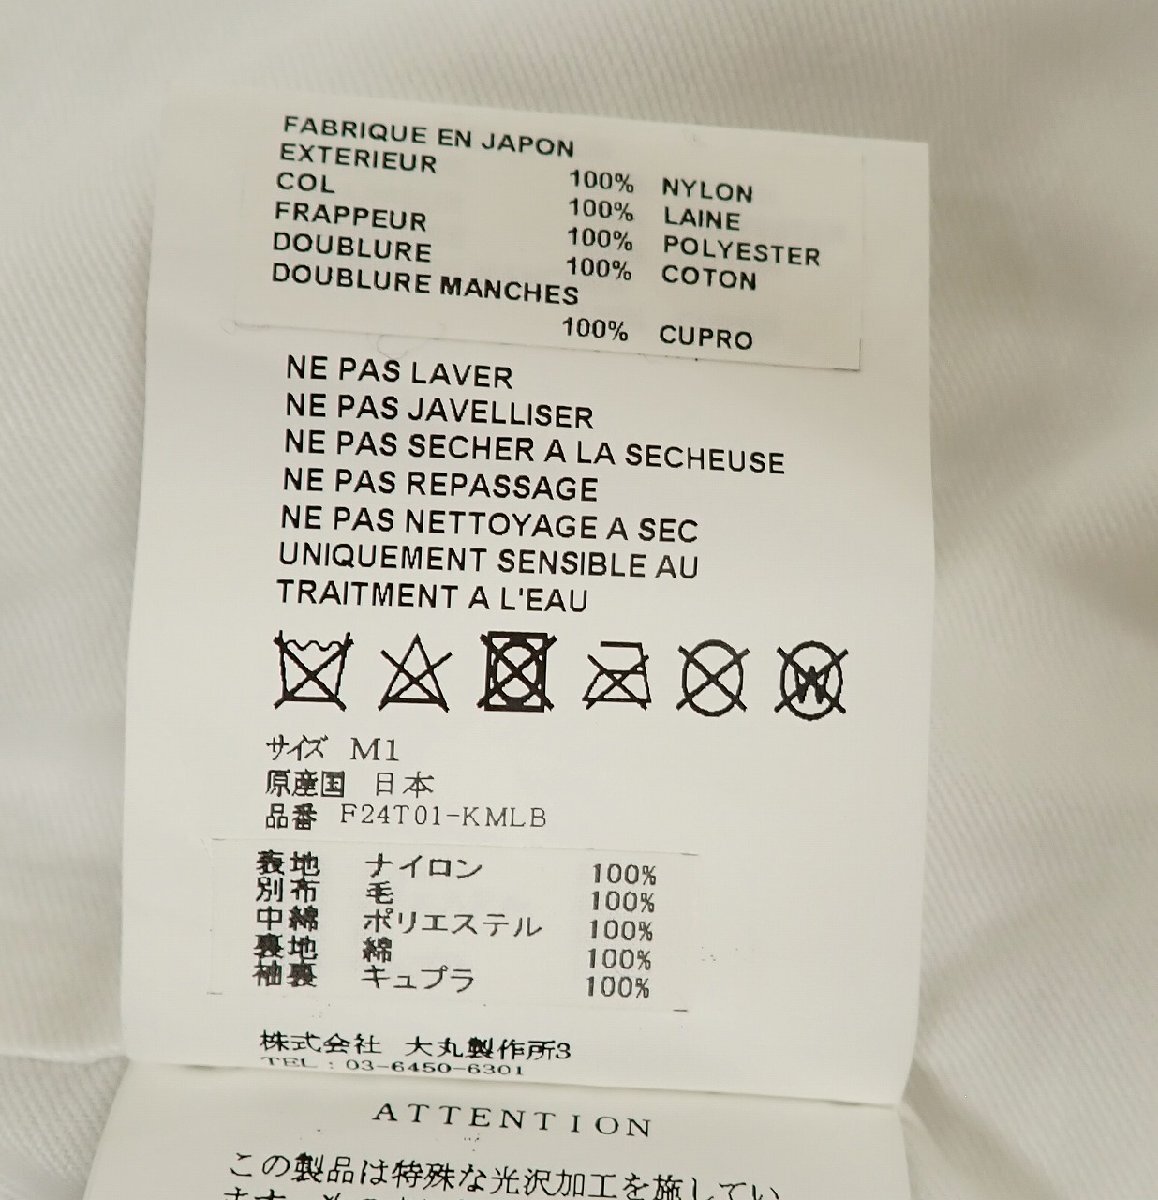 FABRIQUE EN JAPON
EXTERIEUR 100% NYLON
COL 100% LAINE
FRAPPEUR 100% POLYESTER
DOUBLURE 100% COTON
DOUBLURE MANCHES
100% CUPRO
NE PAS LAVER
NE PAS JAVELLISER
NE PAS SECHER A LA SECHEUSE
NE PAS REPASSAGE
NE PAS NETTOYAGE A SEC
UNIQUEMENT SENSIBLE AU
TRAITMENT A L'EAU
W
サイズ M1
原産国 日本
品番 F24T01-KMLB
表地 ナイロン 100%
別布 毛 100%
中綿 ポリエステル 100%
裏地 綿 100%
袖裏 キュプラ 100%
株式会社 大丸製作所3
TEL : 03-6450-6301
ATTENTION
この製品は特殊な光沢加工を施してい